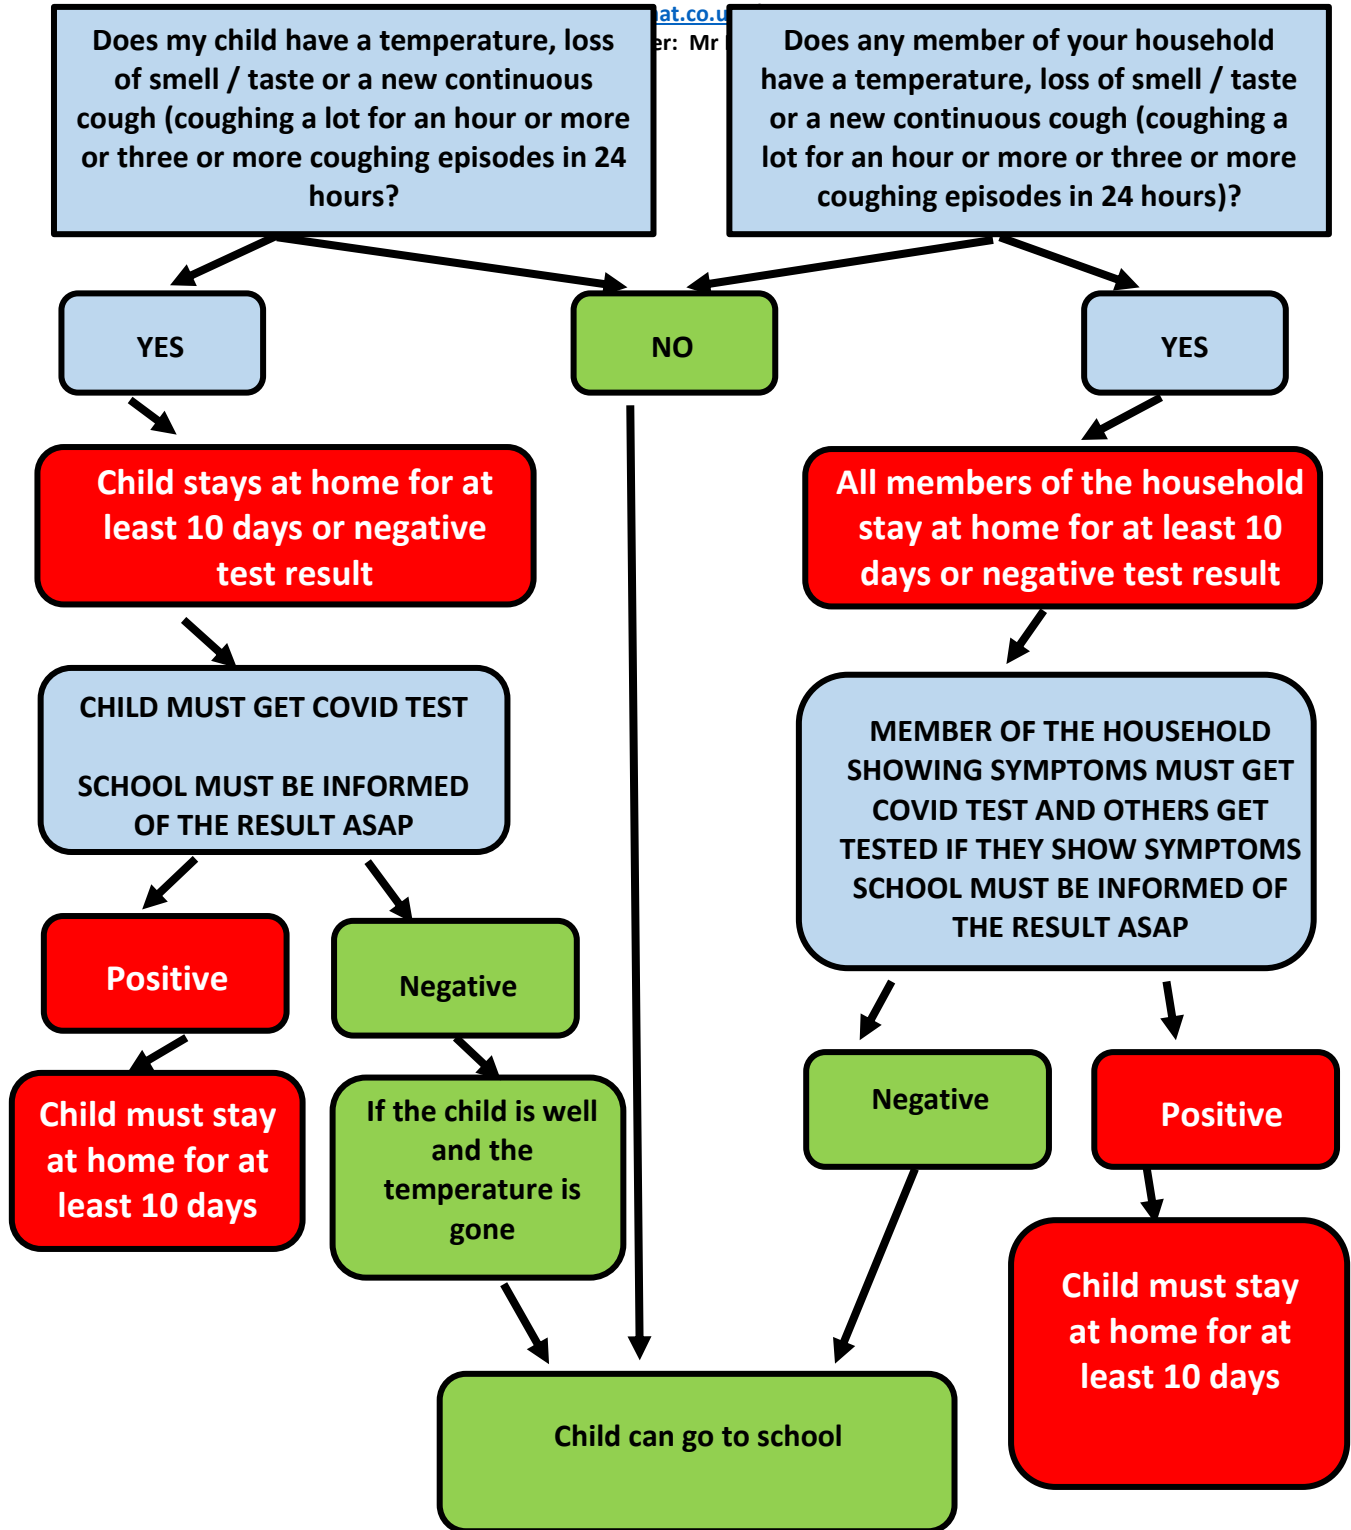 at.co.u
er:  Mr
Does my child have a temperature, loss
of smell / taste or a new continuous
cough (coughing a lot for an hour or more
or three or more coughing episodes in 24
hours?
Does any member of your household
have a temperature, loss of smell / taste
or a new continuous cough (coughing a
lot for an hour or more or three or more
coughing episodes in 24 hours)?
YES
NO
YES
Child stays at home for at
least 10 days or negative
test result
All members of the household
stay at home for at least 10
days or negative test result
CHILD MUST GET COVID TEST
SCHOOL MUST BE INFORMED
OF THE RESULT ASAP
MEMBER OF THE HOUSEHOLD
SHOWING SYMPTOMS MUST GET
COVID TEST AND OTHERS GET
TESTED IF THEY SHOW SYMPTOMS
SCHOOL MUST BE INFORMED OF
THE RESULT ASAP
Positive
Negative
Negative
Positive
Child must stay
at home for at
least 10 days
If the child is well
and the
temperature is
gone
Child must stay
at home for at
least 10 days
Child can go to school